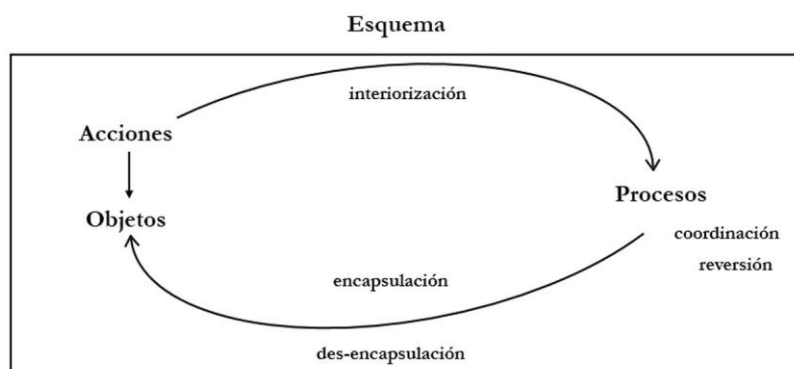 Esquema
interiorización
Acciones
Procesos
Objetos
coordinación
reversión
encapsulación
des-encapsulación